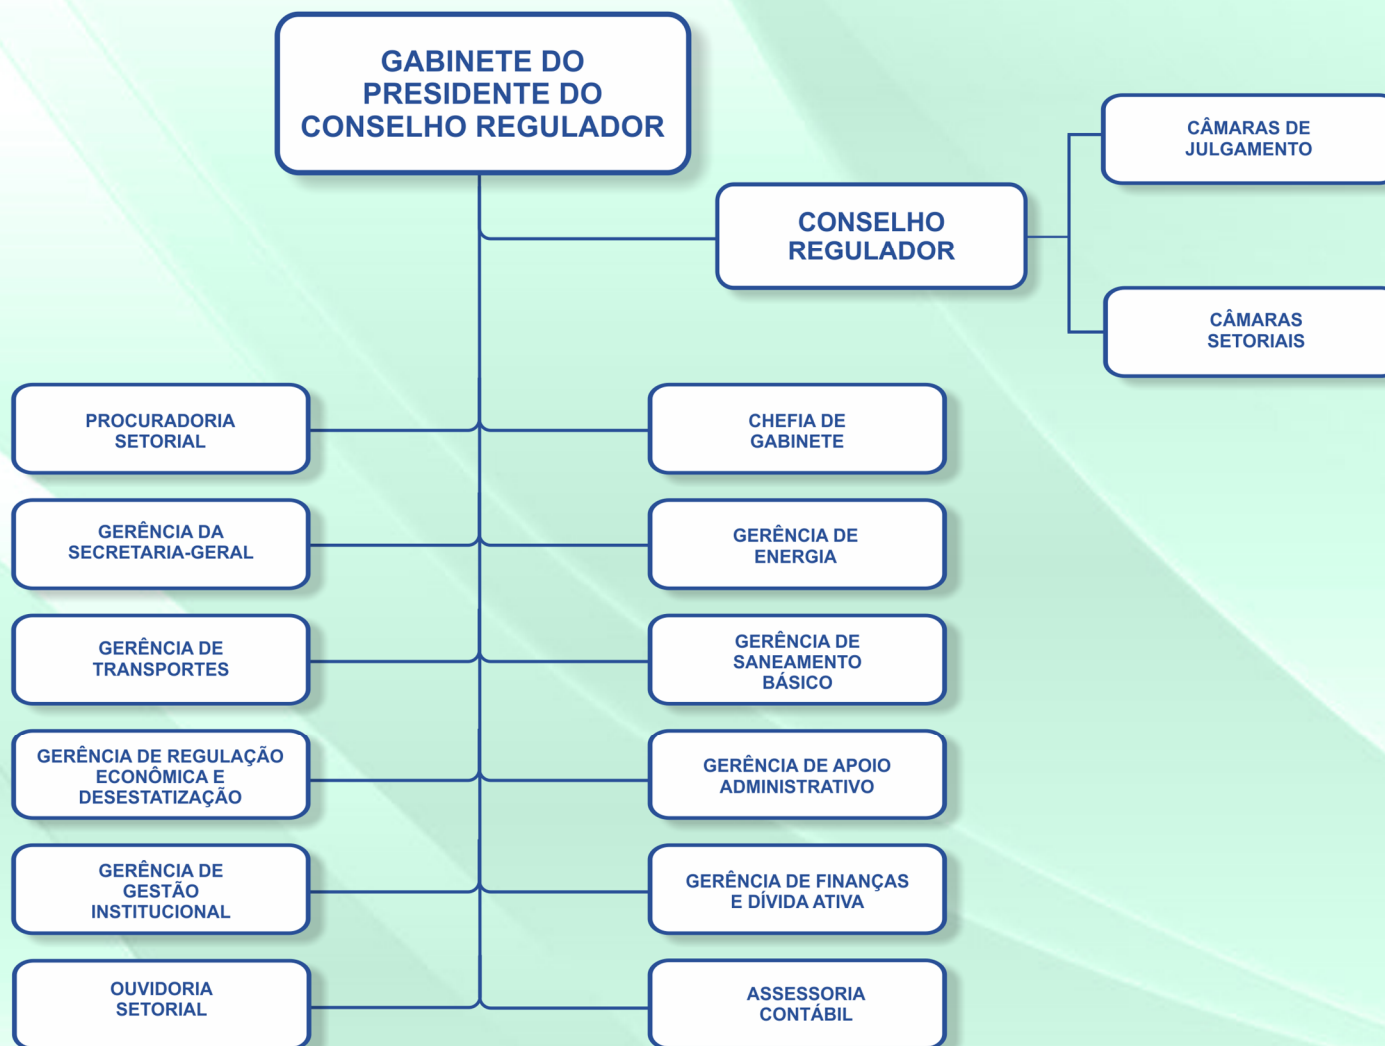 GABINETE DO
PRESIDENTE DO
CONSELHO REGULADOR
CÂMARAS DE
JULGAMENTO
CONSELHO
REGULADOR
CÂMARAS
SETORIAIS
PROCURADORIA
SETORIAL
CHEFIA DE
GABINETE
GERÊNCIA DA
SECRETARIA-GERAL
GERÊNCIA DE
ENERGIA
GERÊNCIA DE
TRANSPORTES
GERÊNCIA DE
SANEAMENTO
BÁSICO
GERÊNCIA DE REGULAÇÃO
ECONÔMICA E
DESESTATIZAÇÃO
GERÊNCIA DE APOIO
ADMINISTRATIVO
GERÊNCIA DE
GESTÃO
INSTITUCIONAL
GERÊNCIA DE FINANÇAS
E DÍVIDA ATIVA
OUVIDORIA
SETORIAL
ASSESSORIA
CONTÁBIL